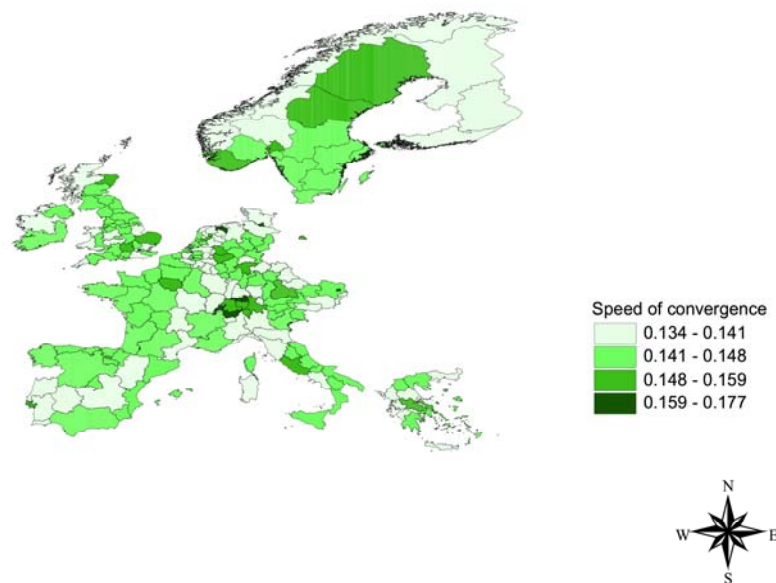 Speed of convergence
0.134 - 0.141
0.141 - 0.148
0.148 - 0.159
0.159 - 0.177
N
W E
S